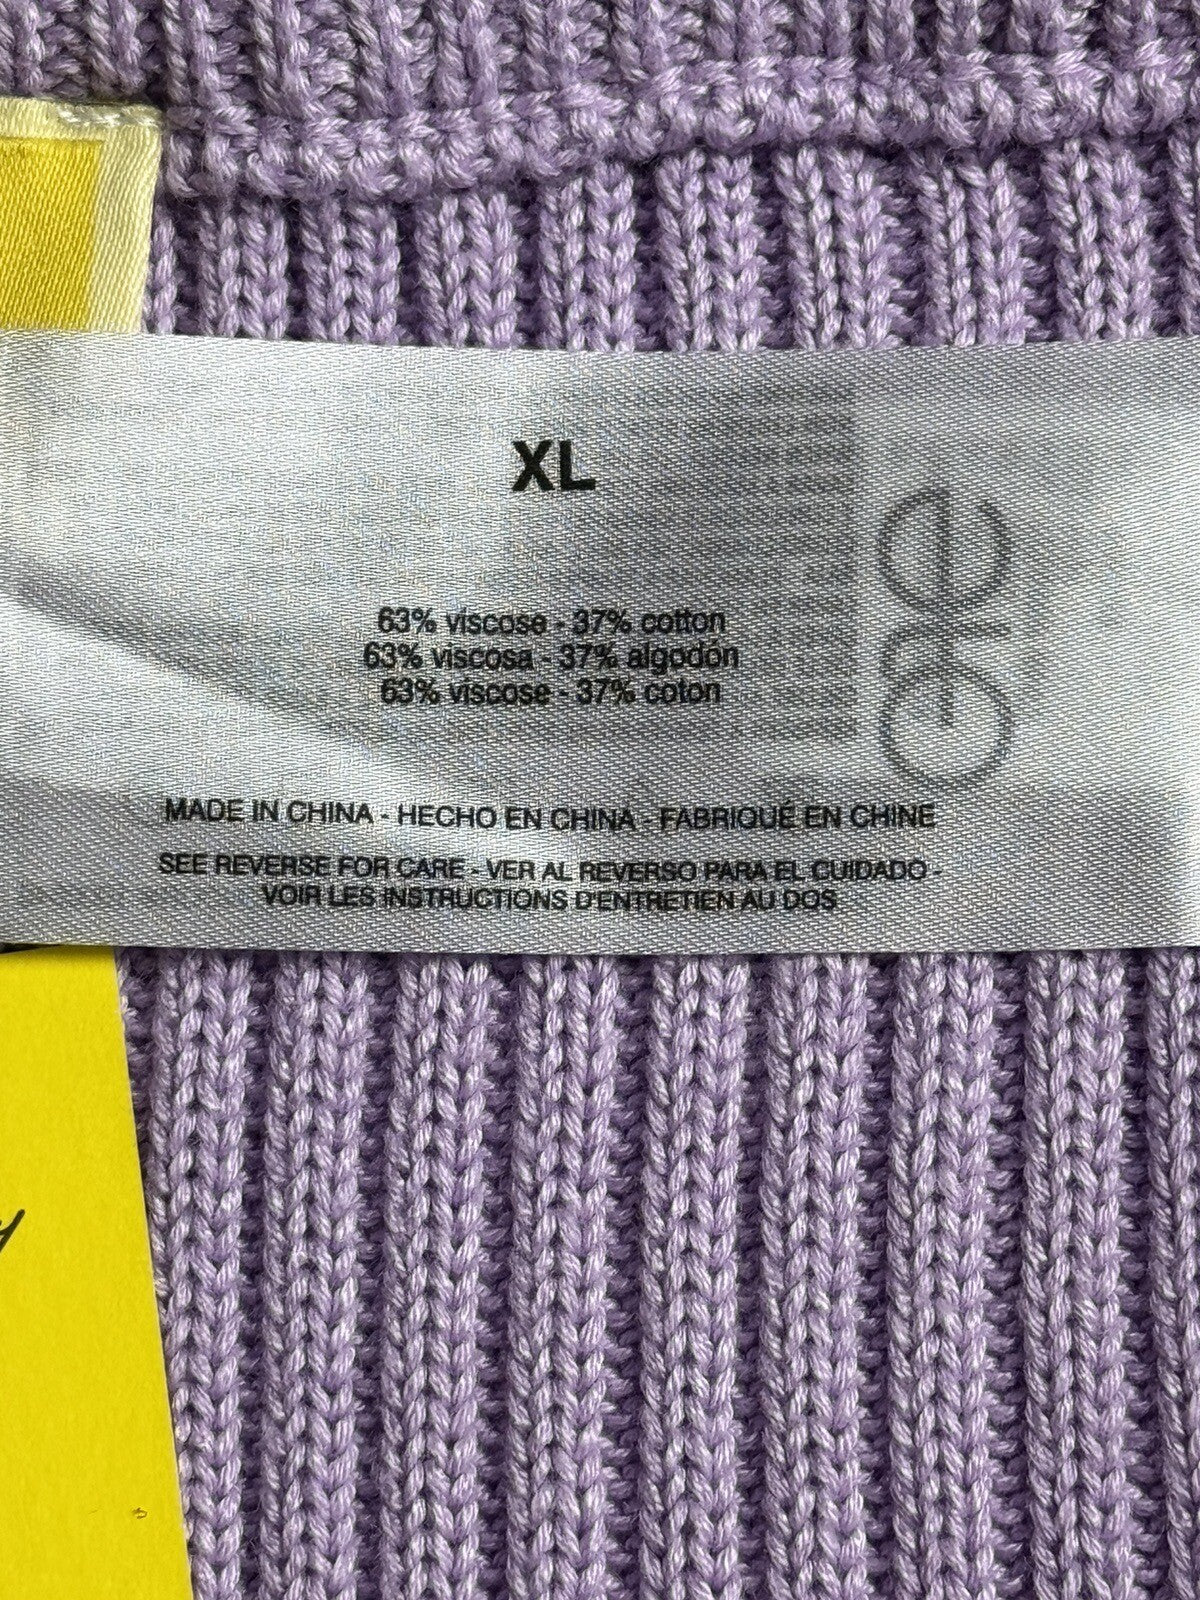 XL
63% viscose - 37% cotton
63% viscosa - 37% algodón
63% viscose - 37% coton
MADE IN CHINA - HECHO EN CHINA - FABRIQUÉ EN CHINE
SEE REVERSE FOR CARE - VER AL REVERSO PARA EL CUIDADO -
VOIR LES INSTRUCTIONS D'ENTRETIEN AU DOS